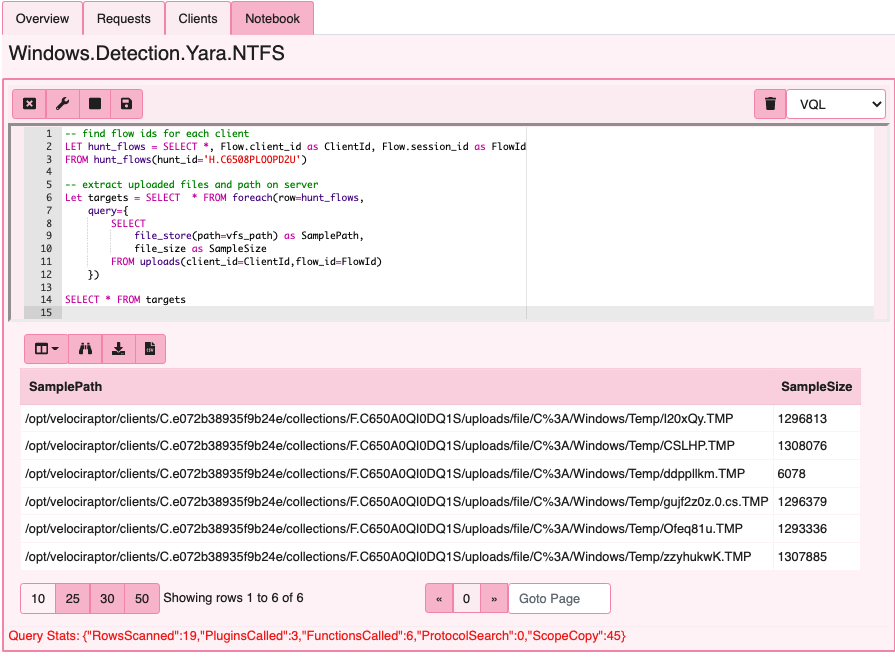 Overview Requests Clients Notebook
Windows.Detection.Yara.NTFS
VQL
1 -- find flow ids for each client
2 LET hunt_flows = SELECT *, Flow.client_id as ClientId, Flow.session_id as FlowId
3 FROM hunt_flows(hunt_id='H.C6508PLOOPD2U')
4
5 -- extract uploaded files and path on server
6 Let targets = SELECT  * FROM foreach(row=hunt_flows,
7     query={
8         SELECT
9             file_store(path=vfs_path) as SamplePath,
10             file_size as SampleSize
11         FROM uploads(client_id=ClientId,flow_id=FlowId)
12     })
13
14 SELECT * FROM targets
15
SamplePath SampleSize
/opt/velociraptor/clients/C.e072b38935f9b24e/collections/F.C650A0QI0DQ1S/uploads/file/C%3A/Windows/Temp/I20xQy.TMP 1296813
/opt/velociraptor/clients/C.e072b38935f9b24e/collections/F.C650A0QI0DQ1S/uploads/file/C%3A/Windows/Temp/CSLHP.TMP 1308076
/opt/velociraptor/clients/C.e072b38935f9b24e/collections/F.C650A0QI0DQ1S/uploads/file/C%3A/Windows/Temp/ddppllkm.TMP 6078
/opt/velociraptor/clients/C.e072b38935f9b24e/collections/F.C650A0QI0DQ1S/uploads/file/C%3A/Windows/Temp/gujf2z0z.0.cs.TMP 1296379
/opt/velociraptor/clients/C.e072b38935f9b24e/collections/F.C650A0QI0DQ1S/uploads/file/C%3A/Windows/Temp/Ofeq81u.TMP 1293336
/opt/velociraptor/clients/C.e072b38935f9b24e/collections/F.C650A0QI0DQ1S/uploads/file/C%3A/Windows/Temp/zzyhukwK.TMP 1307885
10 25 30 50 Showing rows 1 to 6 of 6 « 0 » Goto Page
Query Stats: {"RowsScanned":19,"PluginsCalled":3,"FunctionsCalled":6,"ProtocolSearch":0,"ScopeCopy":45}